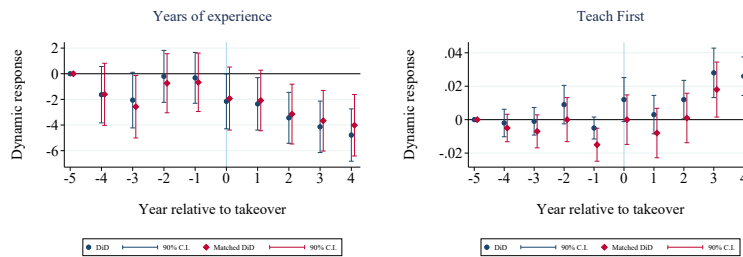 Years of experience
Dynamic response
2
0
-2
-4
-6
-5 -4 -3 -2 -1 0 1 2 3 4
Year relative to takeover
DiD 90% C.I. Matched DiD 90% C.I.
Teach First
Dynamic response
.04
.02
0
-.02
-5 -4 -3 -2 -1 0 1 2 3 4
Year relative to takeover
DiD 90% C.I. Matched DiD 90% C.I.